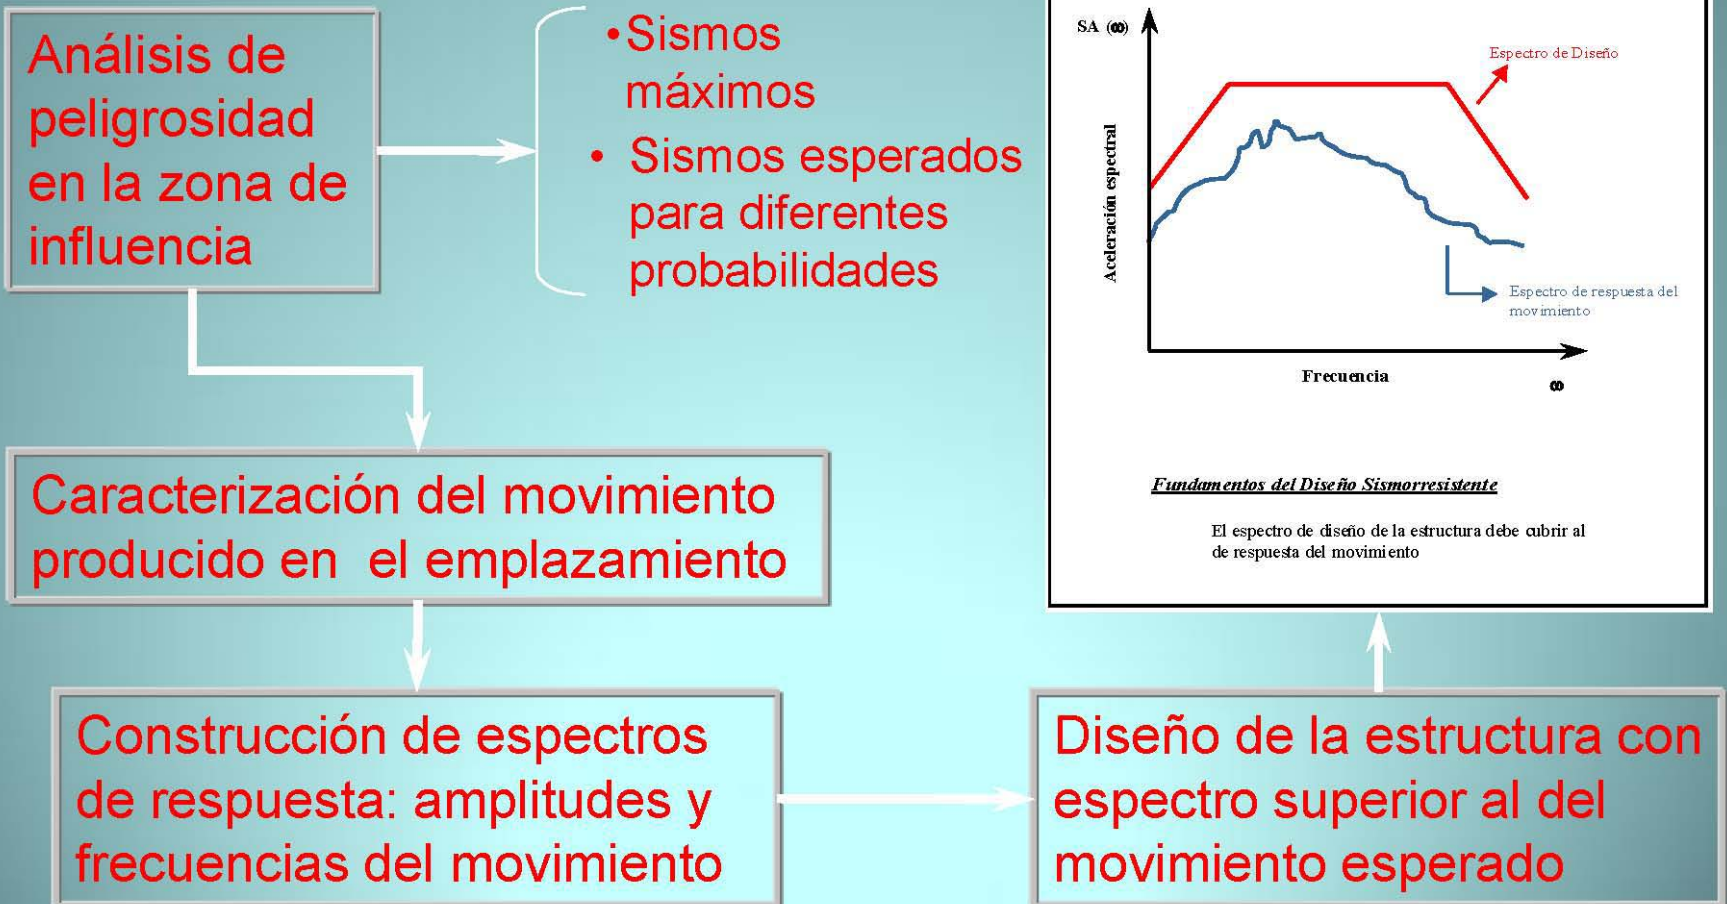 Análisis de
peligrosidad
en la zona de
influencia
•Sismos
máximos
• Sismos esperados
para diferentes
probabilidades
SA (ω)
Espectro de Diseño
Aceleración espectral
Espectro de respuesta del
movimiento
Frecuencia
ω
Fundamentos del Diseño Sismorresistente
El espectro de diseño de la estructura debe cubrir al
de respuesta del movimiento
Caracterización del movimiento
producido en el emplazamiento
Construcción de espectros
de respuesta: amplitudes y
frecuencias del movimiento
Diseño de la estructura con
espectro superior al del
movimiento esperado